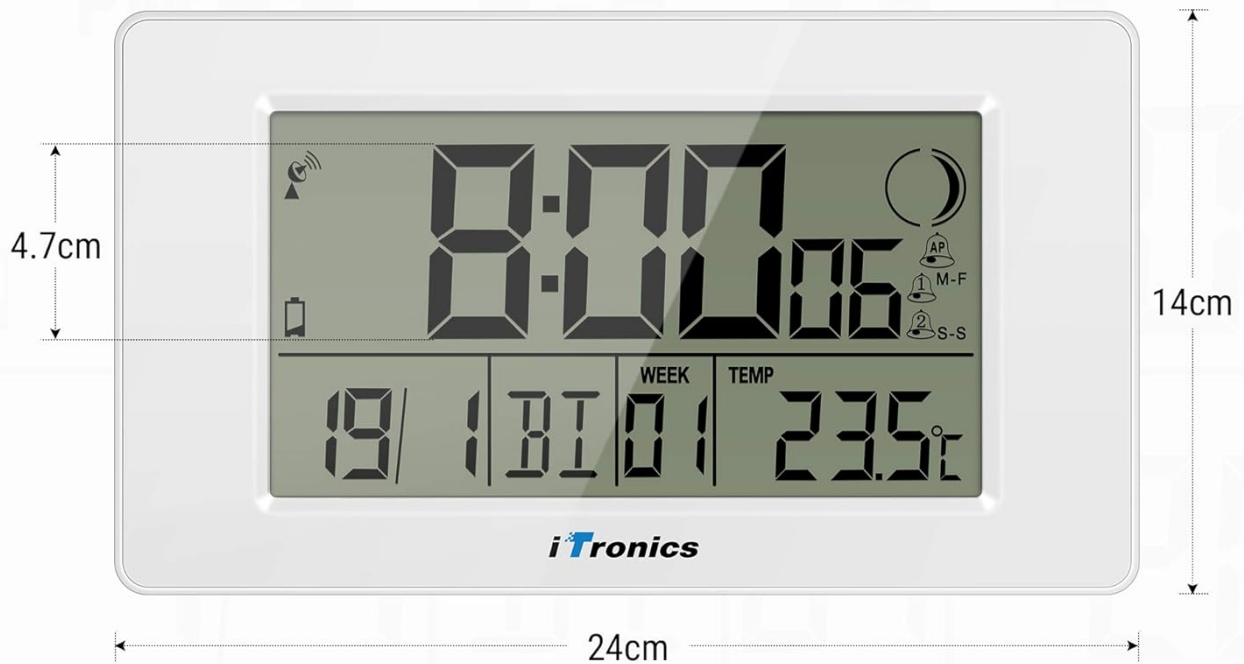 8:00 06
AP
1 M-F
2 S-S
4.7cm
14cm
WEEK TEMP
19/ 1 BI 01 23.5°C
iTronics
24cm